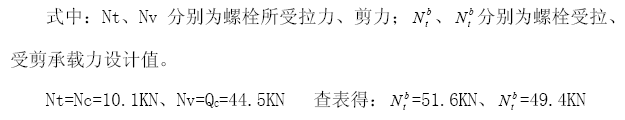 式中：Nt、Nv 分别为螺栓所受拉力、剪力；$N_t^b$、$N_t^b$分别为螺栓受拉、
受剪承载力设计值。
Nt=Nc=10.1KN、Nv=Qc=44.5KN 查表得：$N_t^b$=51.6KN、$N_t^b$=49.4KN